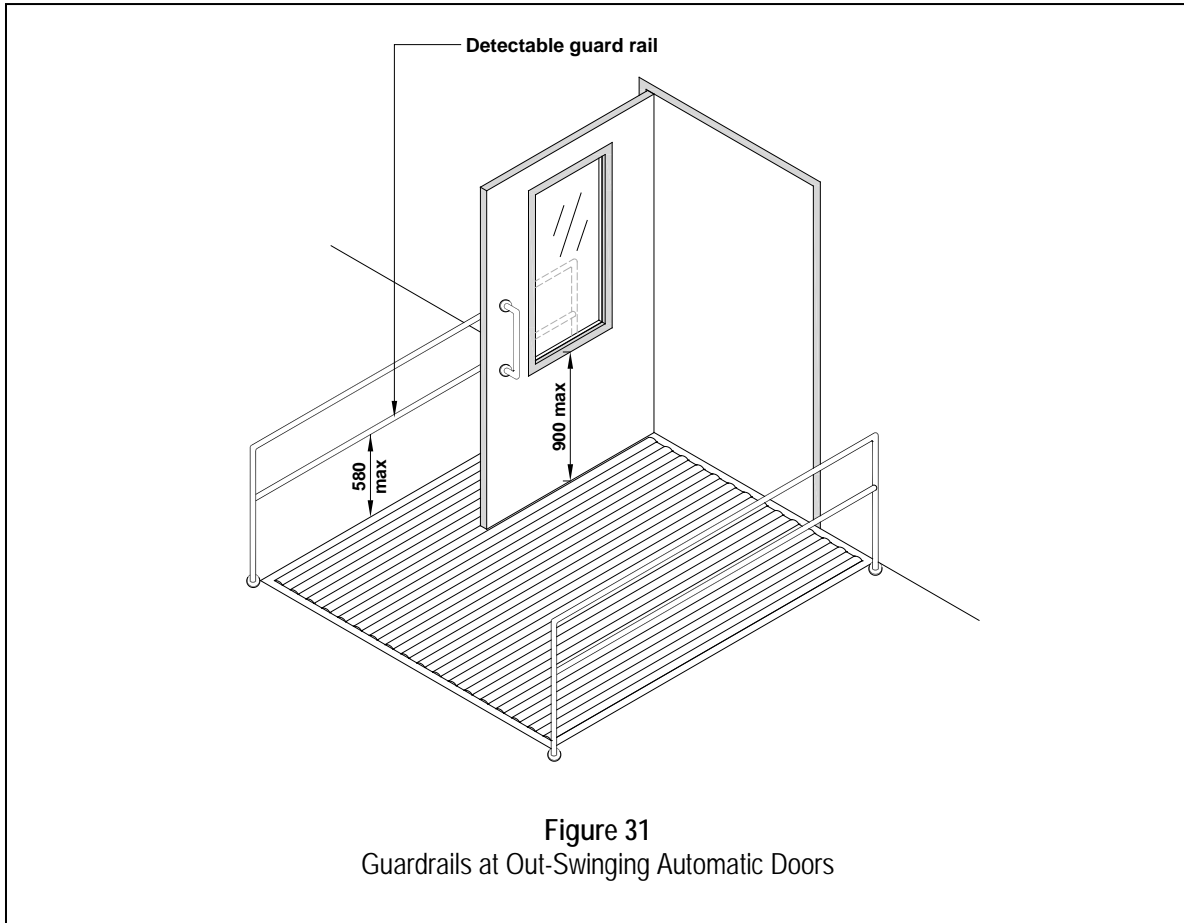 Detectable guard rail
900 max
580
max
Figure 31
Guardrails at Out-Swinging Automatic Doors